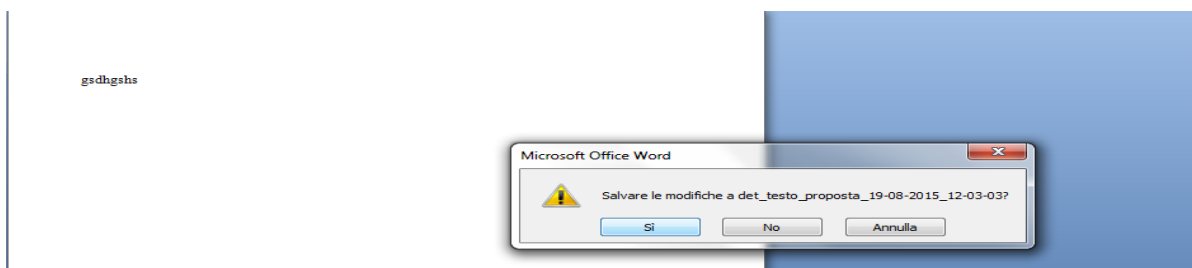 gsdhgshs
Microsoft Office Word
Salvare le modifiche a det_testo_proposta_19-08-2015_12-03-03?
Sì No Annulla